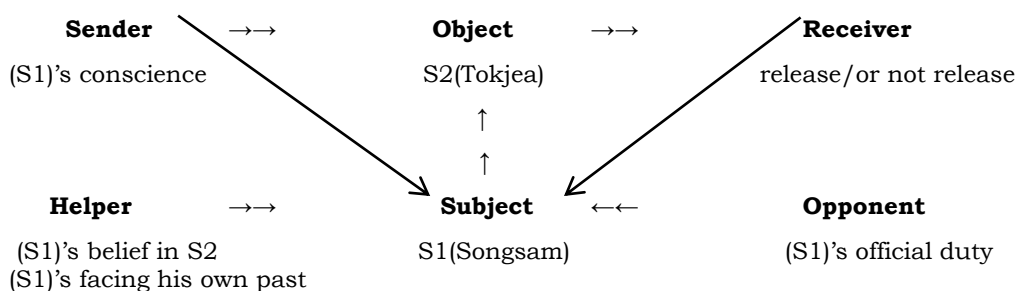 Sender →→ Object →→ Receiver
(S1)'s conscience S2(Tokjea) release/or not release
↑
↑
Helper →→ Subject ←← Opponent
(S1)'s belief in S2 S1(Songsam) (S1)'s official duty
(S1)'s facing his own past